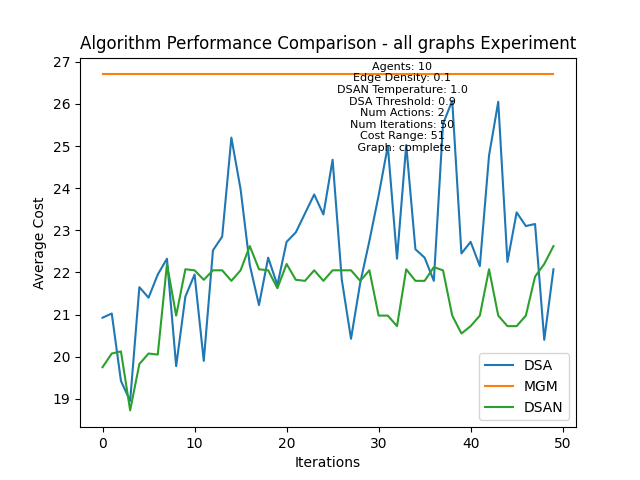 Algorithm Performance Comparison - all graphs Experiment
Agents: 10
Edge Density: 0.1
DSAN Temperature: 1.0
DSA Threshold: 0.9
Num Actions: 2
Num Iterations: 50
Cost Range: 51
Graph: complete
27
26
25
24
23
22
21
20
19
Average Cost
0
10
20
30
40
50
Iterations
DSA
MGM
DSAN